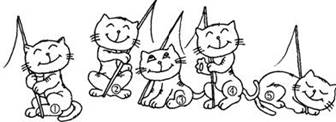 ① ② ③ ④ ⑤